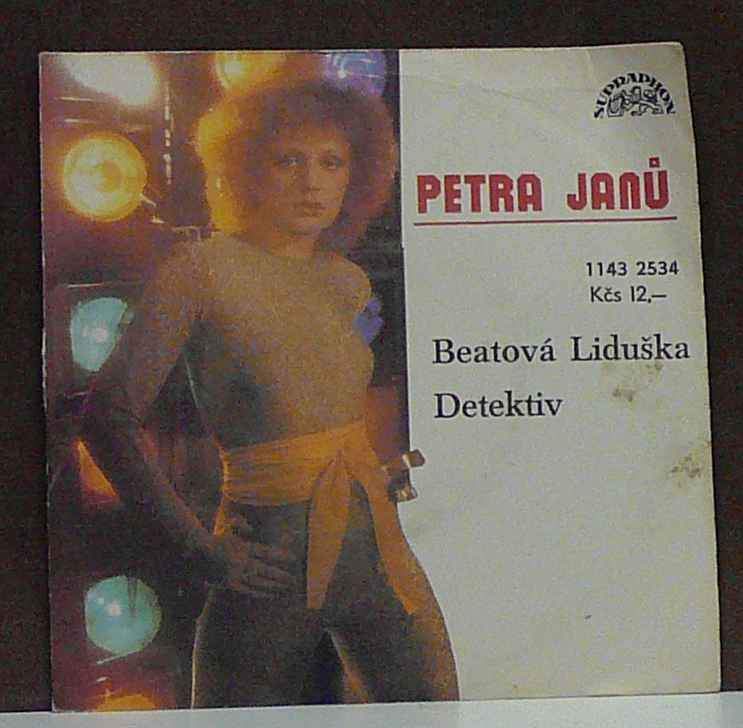 SUPRAPHON
PETRA JANŮ
1143 2534
Kčs 12,—
Beatová Liduška
Detektiv